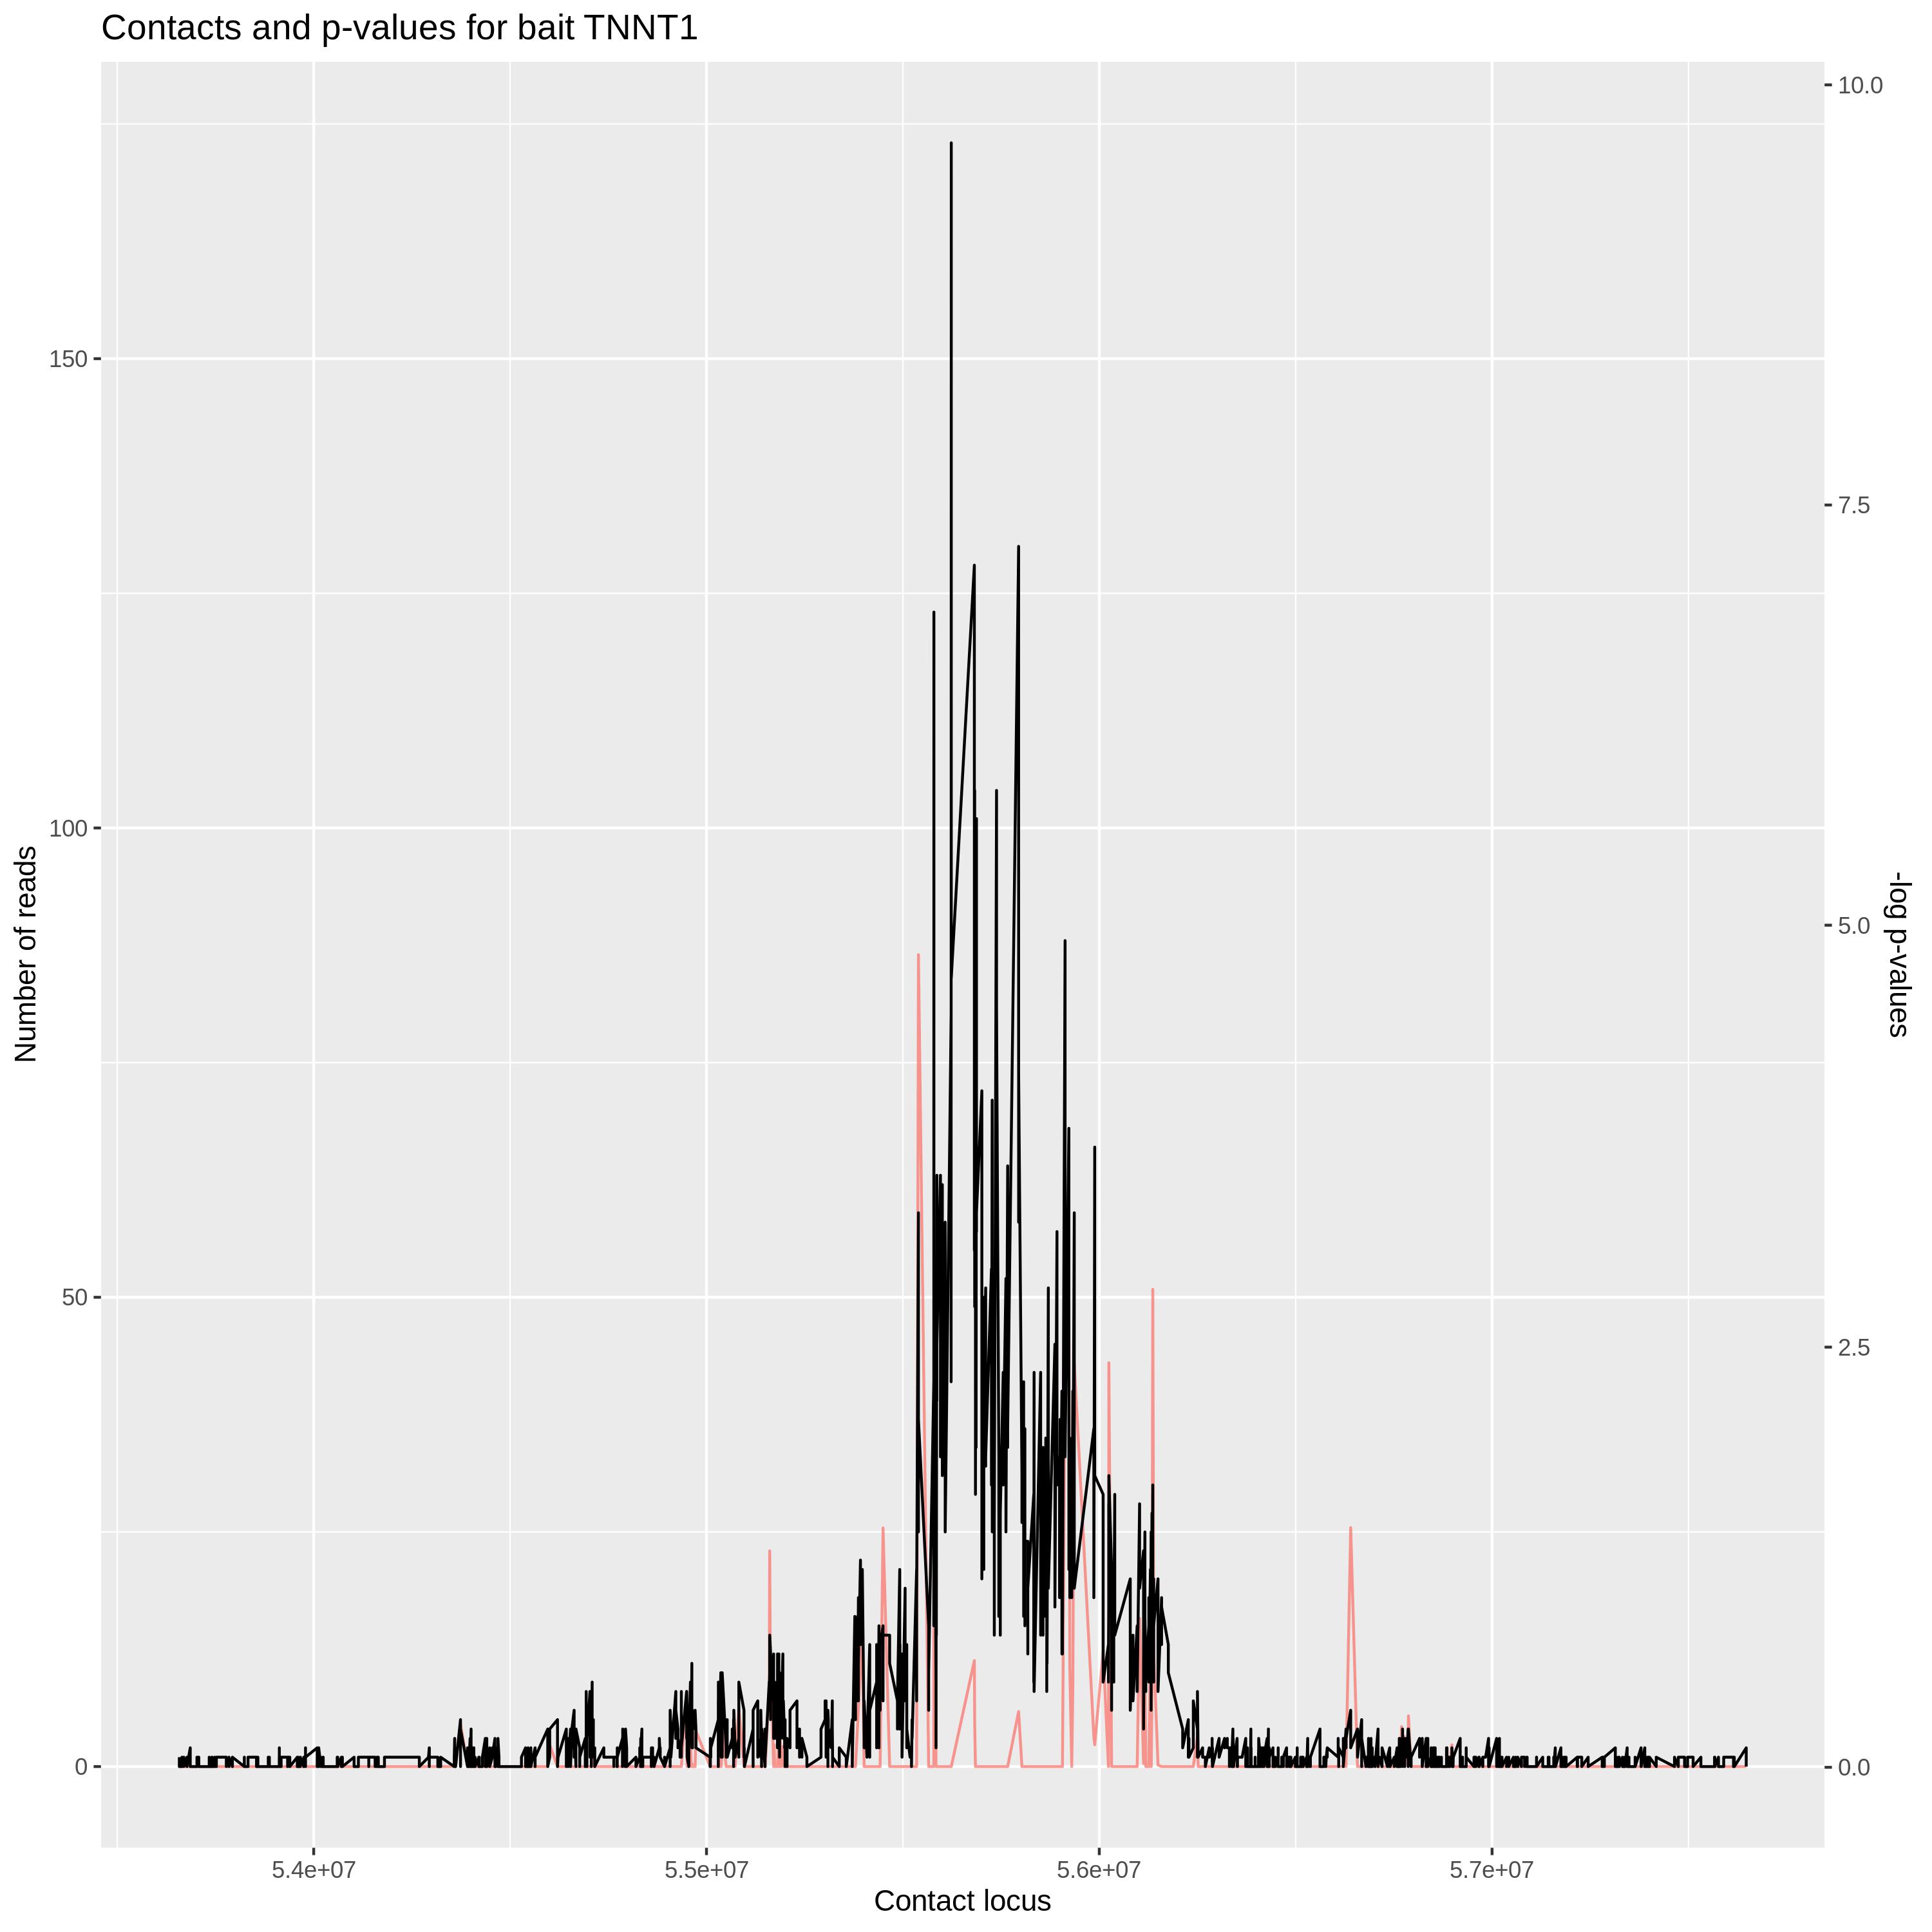 Contacts and p-values for bait TNNT1
10.0
7.5
5.0
2.5
0.0
150
100
50
0
Number of reads
-log p-values
5.4e+07
5.5e+07
5.6e+07
5.7e+07
Contact locus